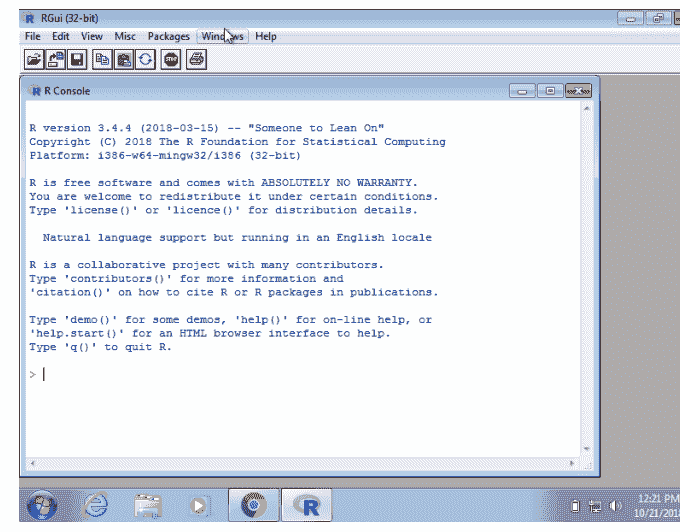 RGui (32-bit)
File Edit View Misc Packages Windows Help
STOP
R Console
R version 3.4.4 (2018-03-15) -- "Someone to Lean On"
Copyright (C) 2018 The R Foundation for Statistical Computing
Platform: i386-w64-mingw32/i386 (32-bit)
R is free software and comes with ABSOLUTELY NO WARRANTY.
You are welcome to redistribute it under certain conditions.
Type 'license()' or 'licence()' for distribution details.
Natural language support but running in an English locale
R is a collaborative project with many contributors.
Type 'contributors()' for more information and
'citation()' on how to cite R or R packages in publications.
Type 'demo()' for some demos, 'help()' for on-line help, or
'help.start()' for an HTML browser interface to help.
Type 'q()' to quit R.
>
12:21 PM